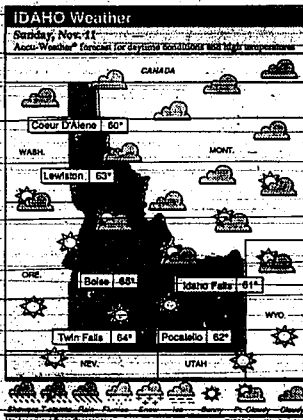 IDAHO Weather
Sunday, Nov. 11
Accu-Weather® forecast for daytime conditions and high temperatures
CANADA
Coeur D'Alene 60°
WASH.
MONT.
Lewiston 63°
ORE.
Boise 65°
Idaho Falls 61°
WYO.
Twin Falls 64°
Pocatello 62°
NEV.
UTAH
Snow Ice Sunny Pt. Cloudy